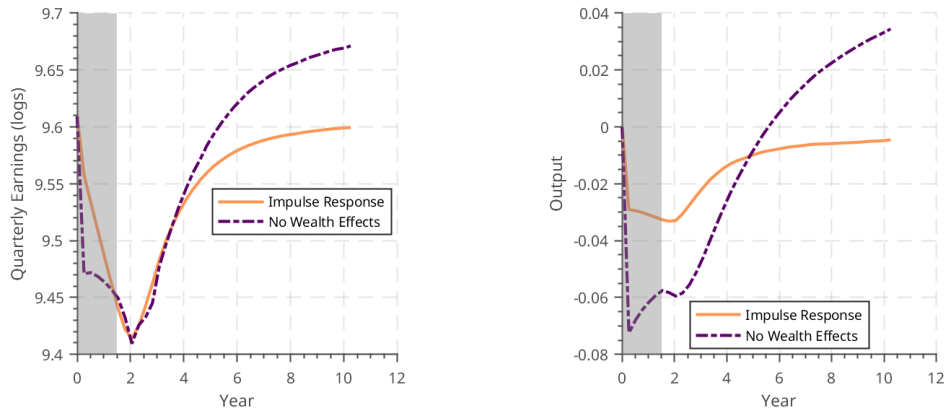 9.7
9.65
9.6
9.55
9.5
9.45
9.4
Quarterly Earnings (logs)
0 2 4 6 8 10 12
Year
Impulse Response
No Wealth Effects
0.04
0.02
0
-0.02
-0.04
-0.06
-0.08
Output
0 2 4 6 8 10 12
Year
Impulse Response
No Wealth Effects